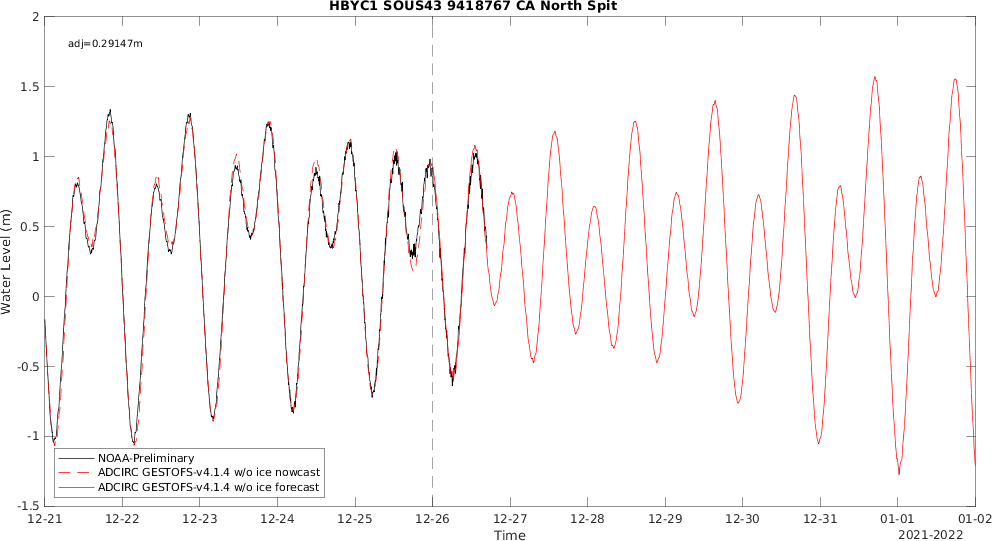 HBYC1 SOUS43 9418767 CA North Spit
adj=0.29147m
Water Level (m)
2
1.5
1
0.5
0
-0.5
-1
-1.5
NOAA-Preliminary
ADCIRC GESTOFS-v4.1.4 w/o ice nowcast
ADCIRC GESTOFS-v4.1.4 w/o ice forecast
12-21 12-22 12-23 12-24 12-25 12-26 12-27 12-28 12-29 12-30 12-31 01-01 01-02
Time
2021-2022